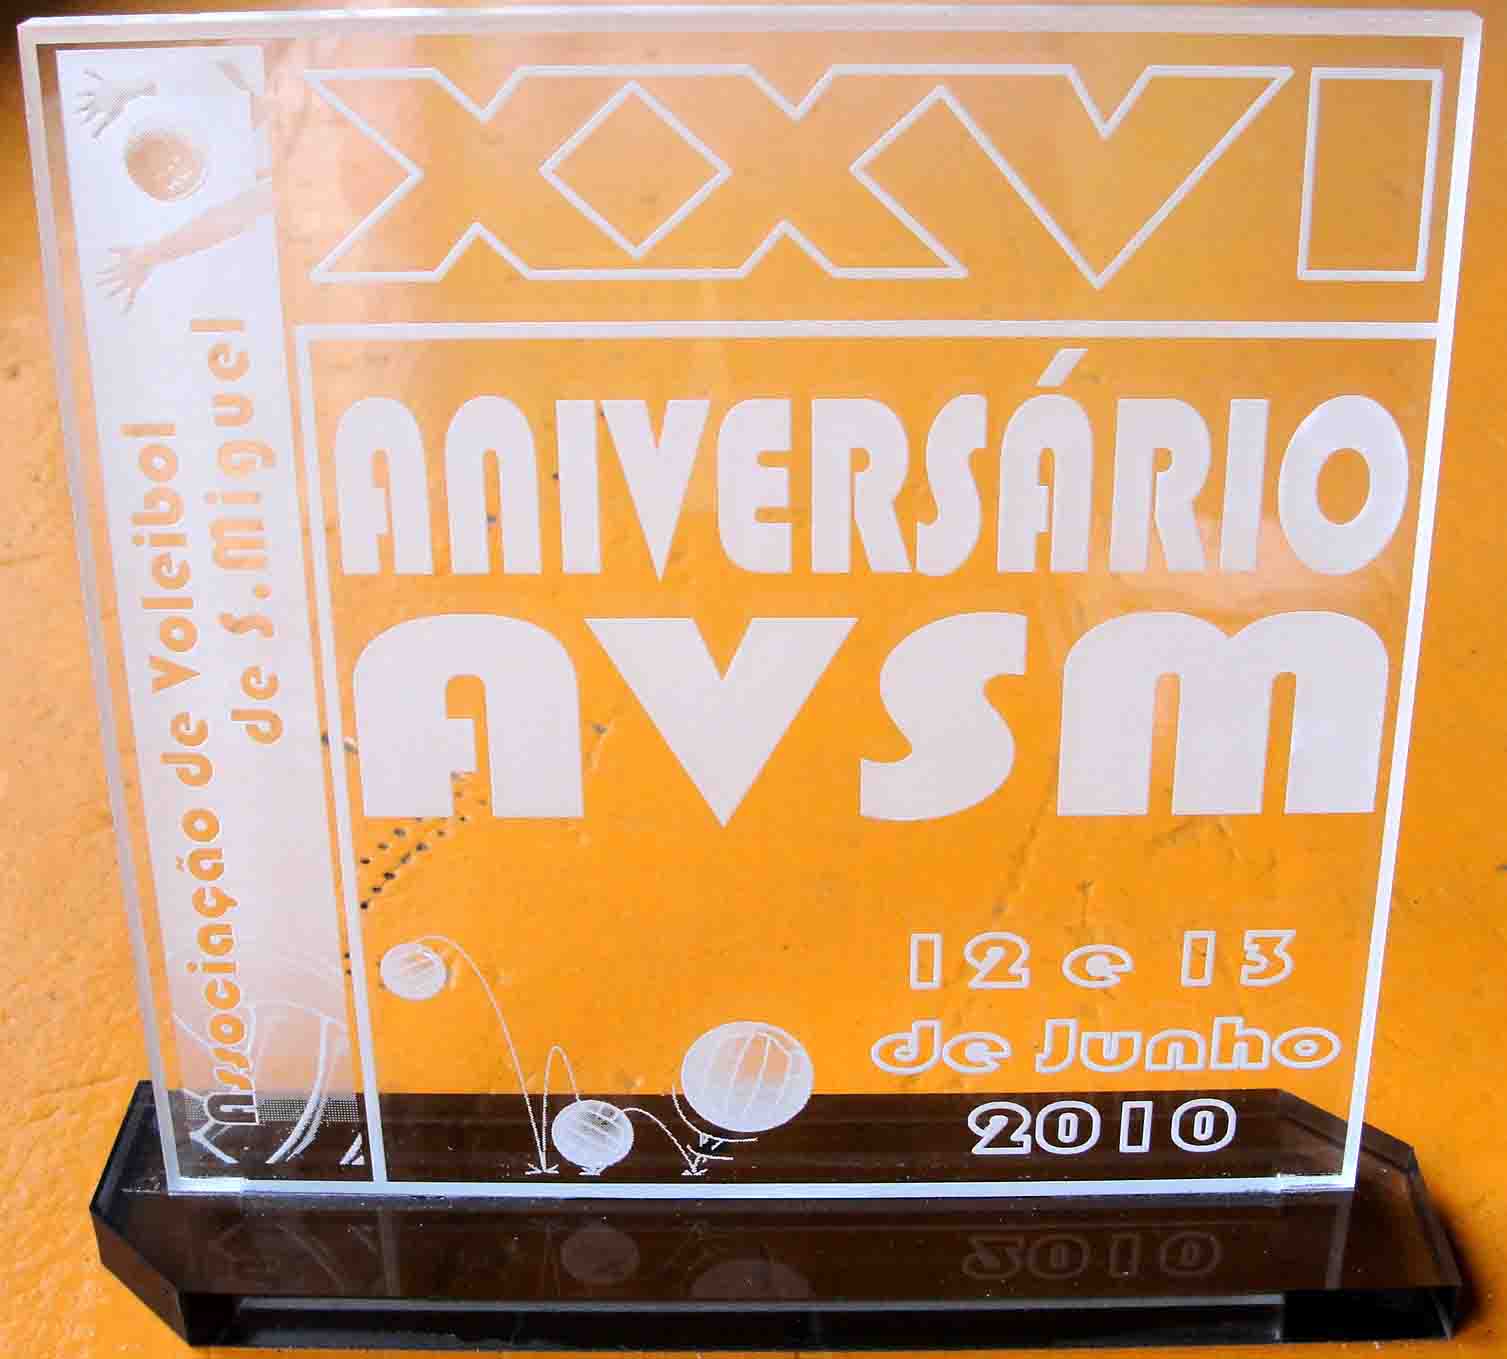 XXVI
ANIVERSÁRIO
AVSM
12 e 13
de Junho
2010
Associação de Voleibol
de S.Miguel